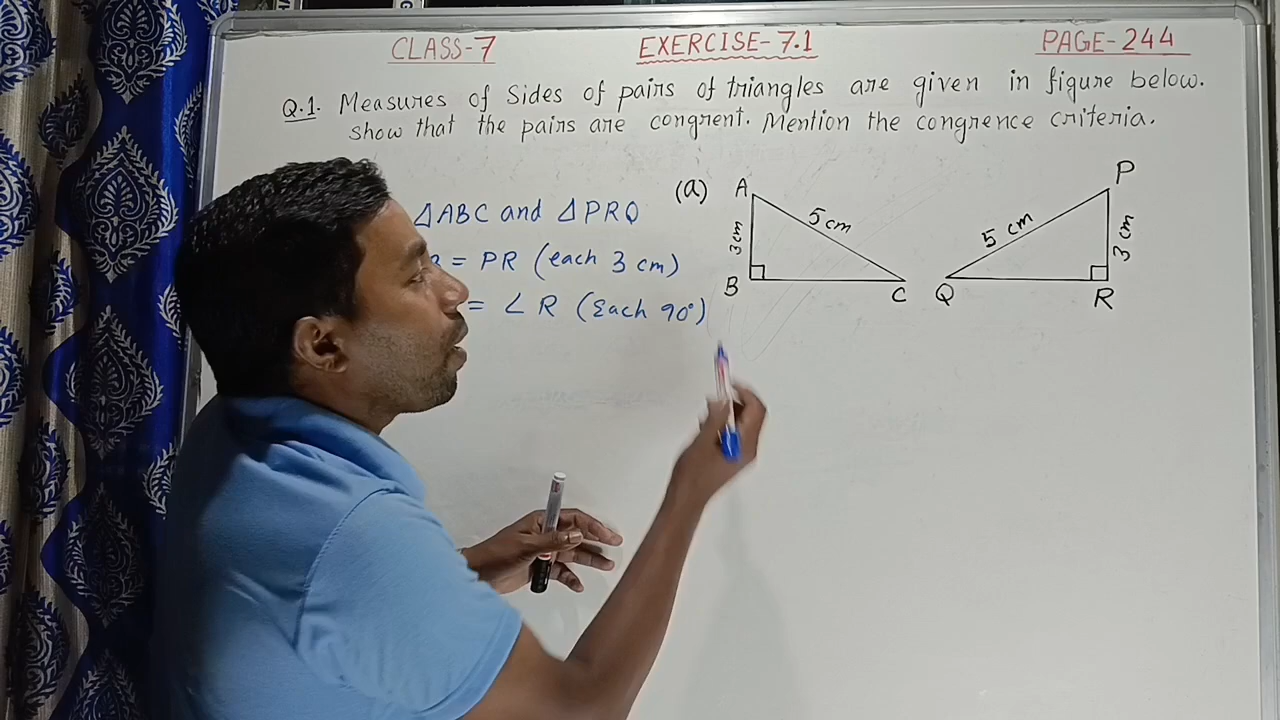 CLASS-7 EXERCISE-7.1 PAGE-244
Q.1. Measures of Sides of pairs of triangles are given in figure below.
show that the pairs are congrent. Mention the congrence criteria.
(a)
A
3cm
5 cm
B
C
P
5 cm
3 cm
Q
R
ΔABC and ΔPRQ
= PR (each 3 cm)
= ∠R (Each 90°)